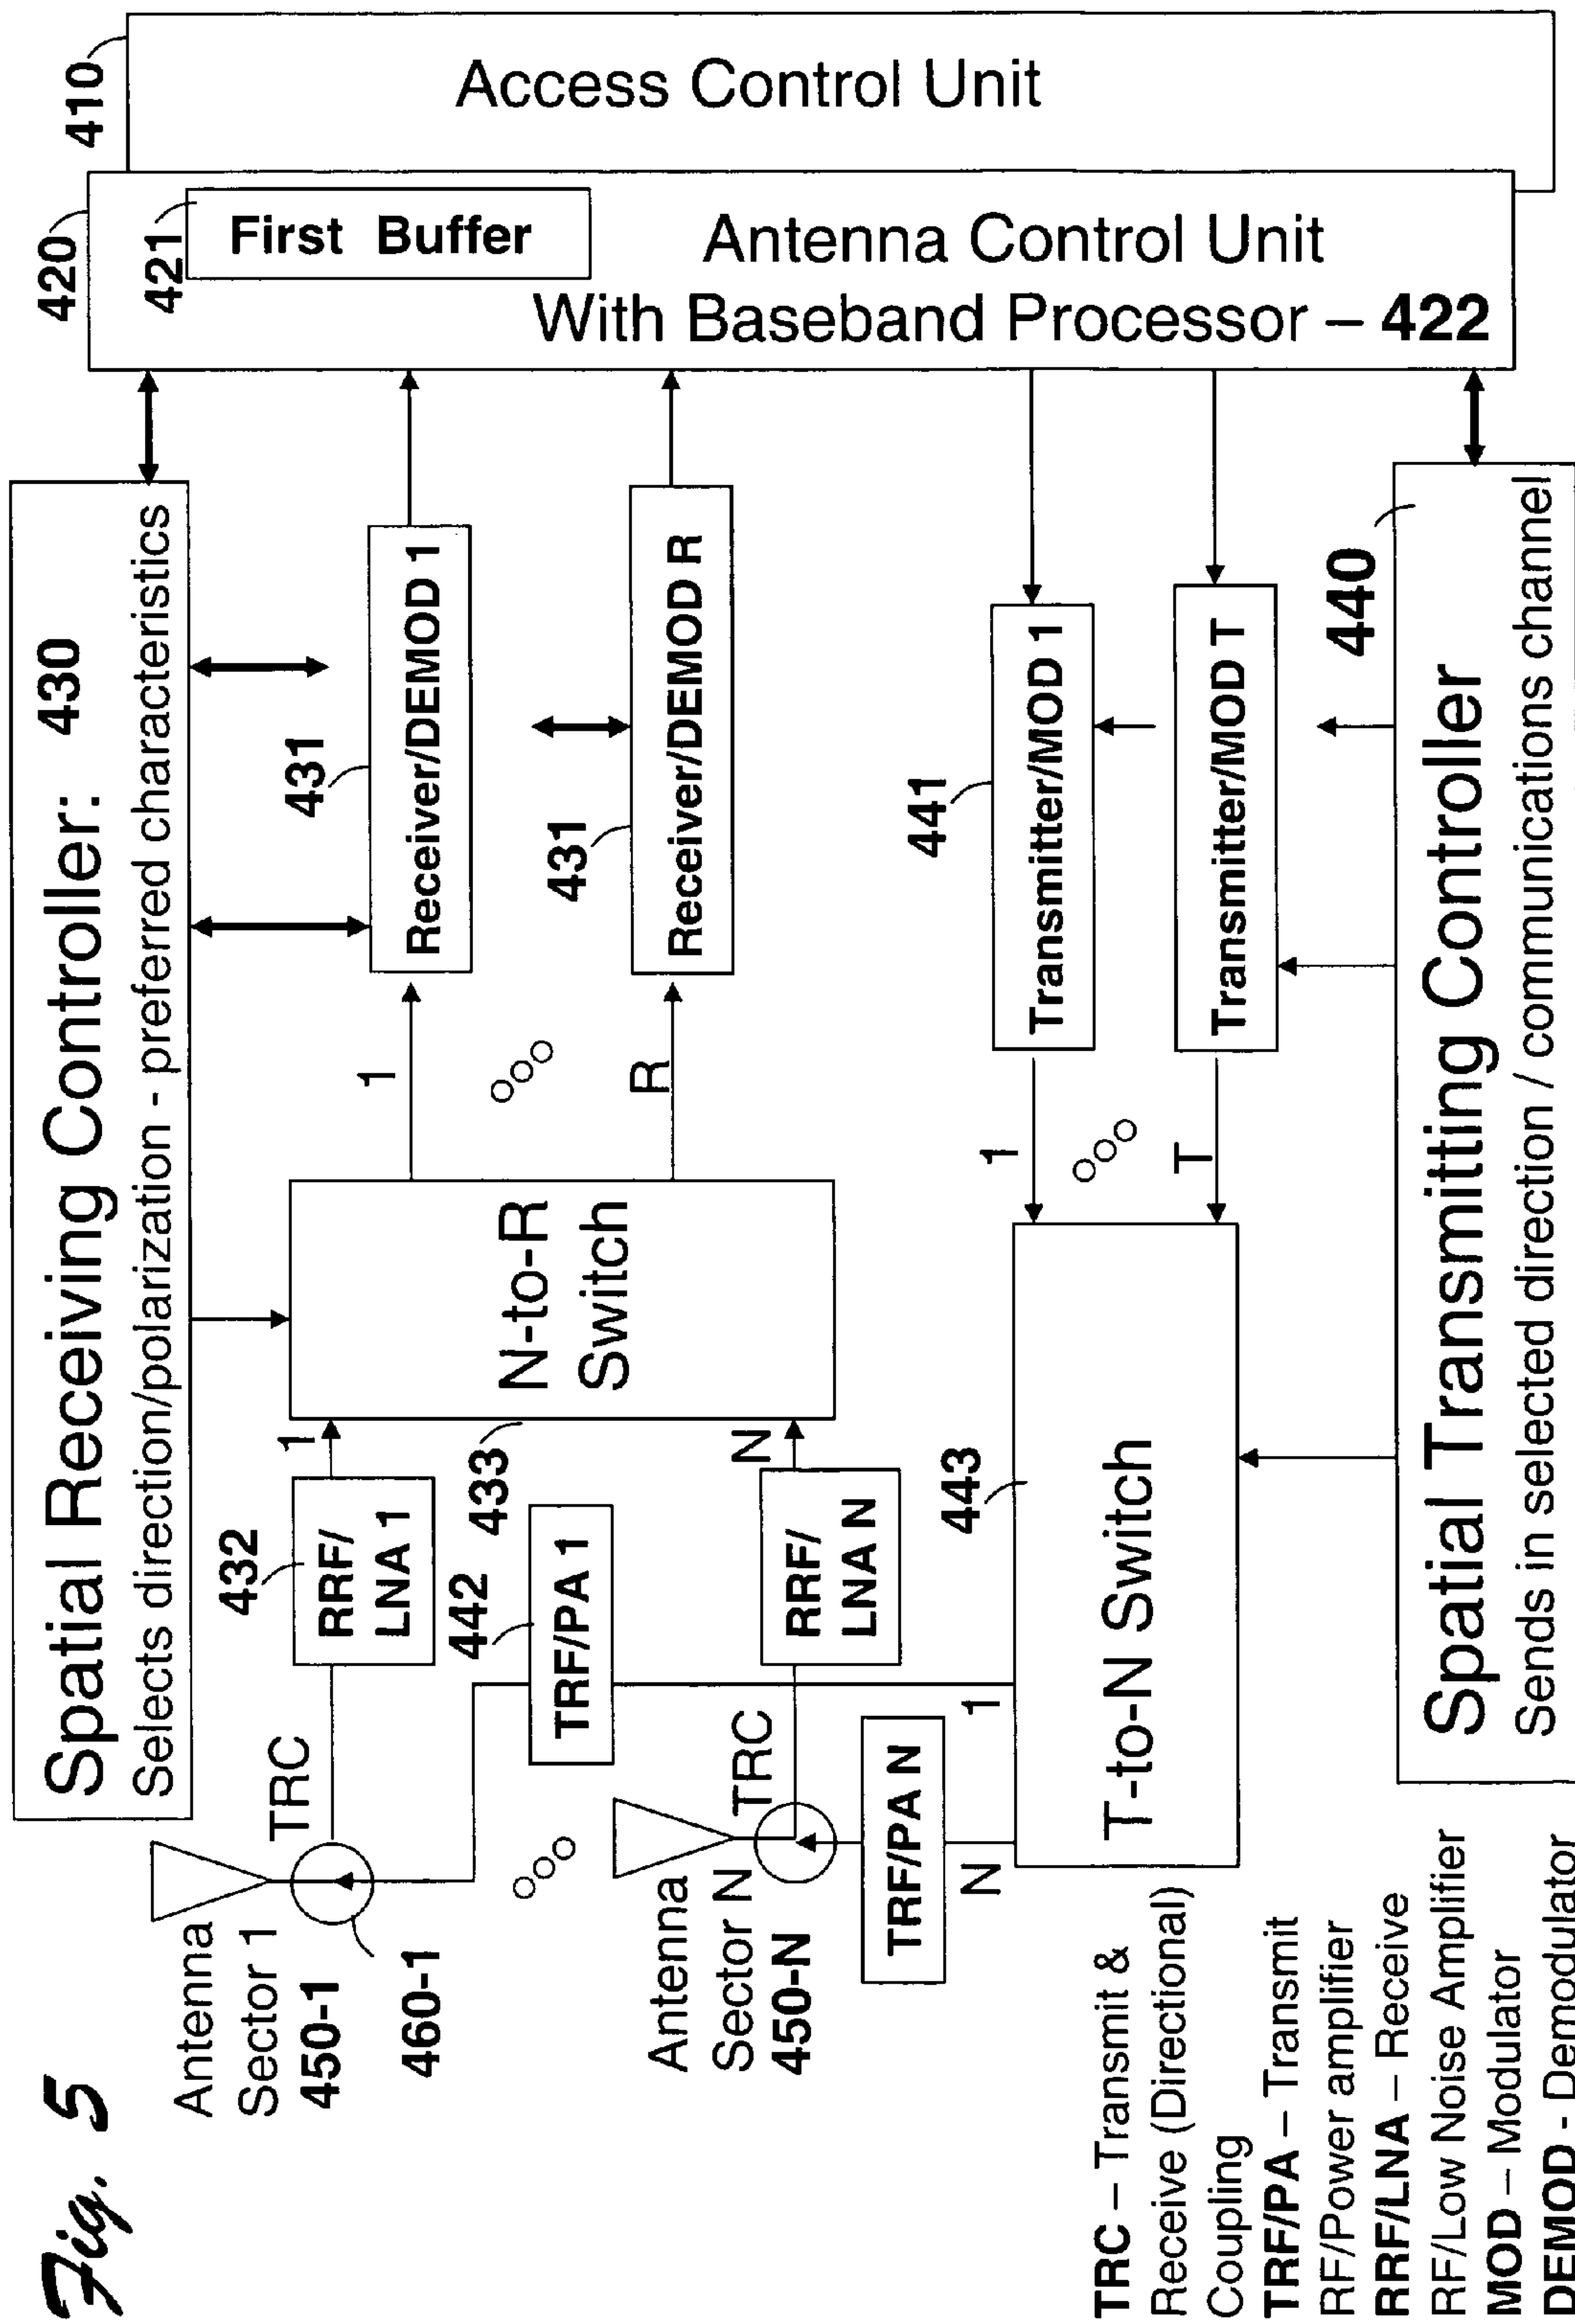 Fig. 5
Spatial Receiving Controller: 430
Selects direction/polarization - preferred characteristics
420
410
421
First Buffer
Access Control Unit
Antenna Control Unit
With Baseband Processor – 422
Antenna
Sector 1
450-1
460-1
TRC
432
RRF/
LNA 1
1
442
TRF/PA 1
433
N-to-R
Switch
1
R
431
Receiver/DEMOD 1
431
Receiver/DEMOD R
Antenna
Sector N
450-N
TRC
RRF/
LNA N
N
TRF/PA N
N
1
443
T-to-N Switch
1
T
441
Transmitter/MOD 1
Transmitter/MOD T
440
Spatial Transmitting Controller
Sends in selected direction / communications channel
TRC – Transmit &
Receive (Directional)
Coupling
TRF/PA – Transmit
RF/Power amplifier
RRF/LNA – Receive
RF/Low Noise Amplifier
MOD – Modulator
DEMOD - Demodulator